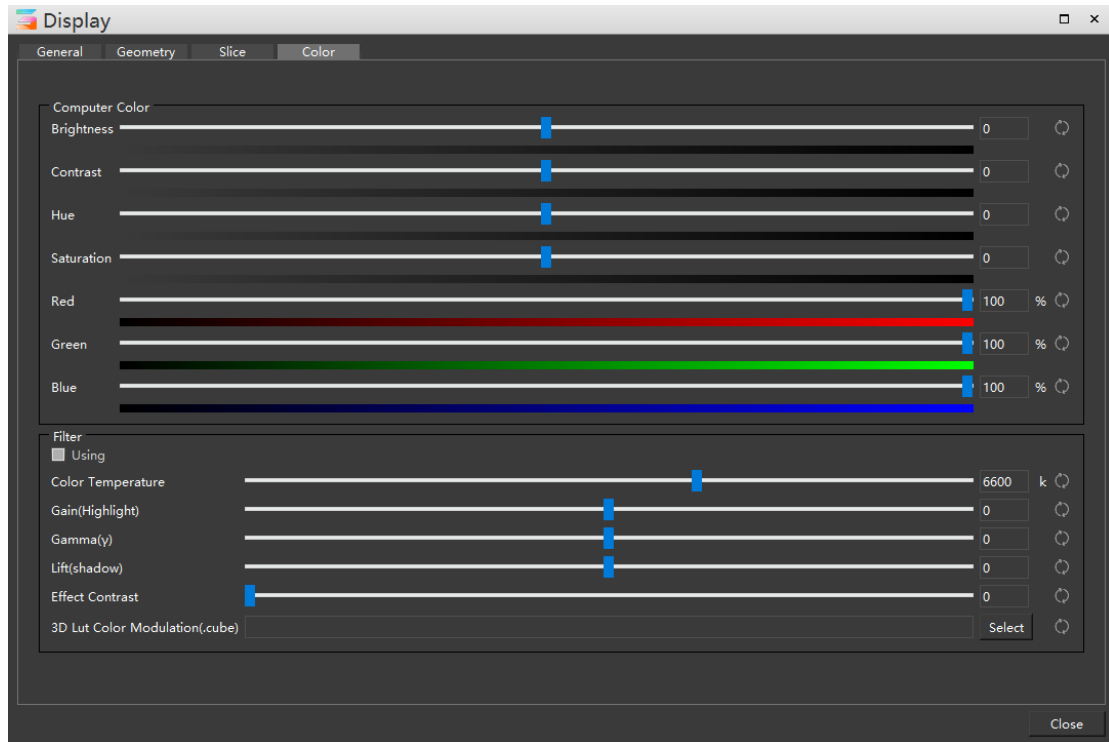 Display
General Geometry Slice Color
Computer Color
Brightness 0
Contrast 0
Hue 0
Saturation 0
Red 100 %
Green 100 %
Blue 100 %
Filter
Using
Color Temperature 6600 k
Gain(Highlight) 0
Gamma(y) 0
Lift(shadow) 0
Effect Contrast 0
3D Lut Color Modulation(.cube) Select
Close